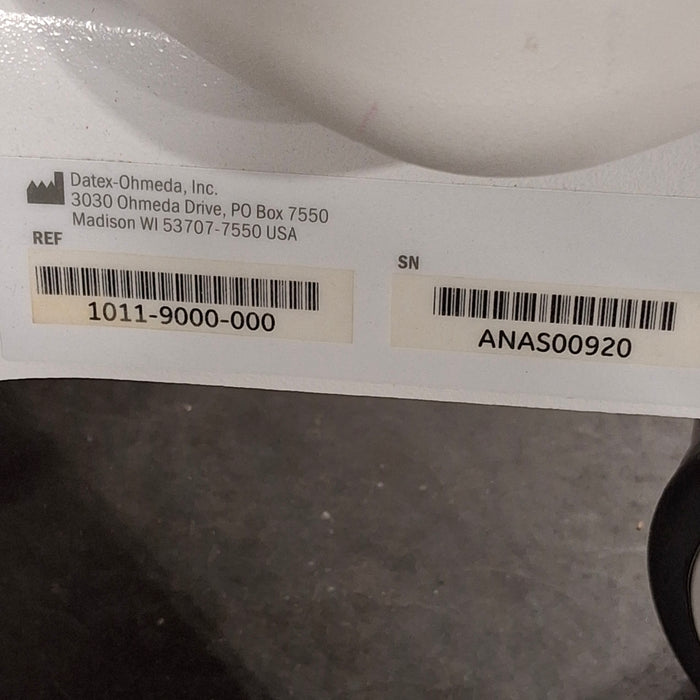 Datex-Ohmeda, Inc.
3030 Ohmeda Drive, PO Box 7550
Madison WI 53707-7550 USA
REF
1011-9000-000
SN
ANAS00920